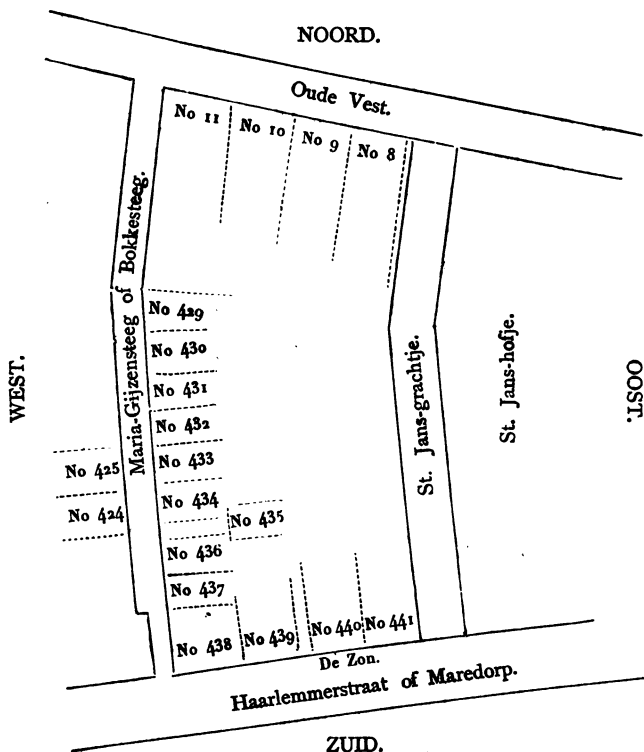 NOORD.
Oude Vest.
No 11
No 10
No 9
No 8
Maria-Gijzensteeg of Bokkesteeg.
No 429
No 430
No 431
No 432
No 433
No 434
No 435
No 436
No 437
No 425
No 424
WEST.
St. Jans-grachtje.
St. Jans-hofje.
OOST.
No 438
No 439
No 440
No 441
De Zon.
Haarlemmerstraat of Maredorp.
ZUID.